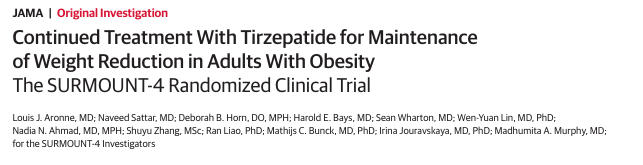 JAMA | Original Investigation
Continued Treatment With Tirzepatide for Maintenance
of Weight Reduction in Adults With Obesity
The SURMOUNT-4 Randomized Clinical Trial
Louis J. Aronne, MD; Naveed Sattar, MD; Deborah B. Horn, DO, MPH; Harold E. Bays, MD; Sean Wharton, MD; Wen-Yuan Lin, MD, PhD;
Nadia N. Ahmad, MD, MPH; Shuyu Zhang, MSc; Ran Liao, PhD; Mathijs C. Bunck, MD, PhD; Irina Jouravskaya, MD, PhD; Madhumita A. Murphy, MD;
for the SURMOUNT-4 Investigators